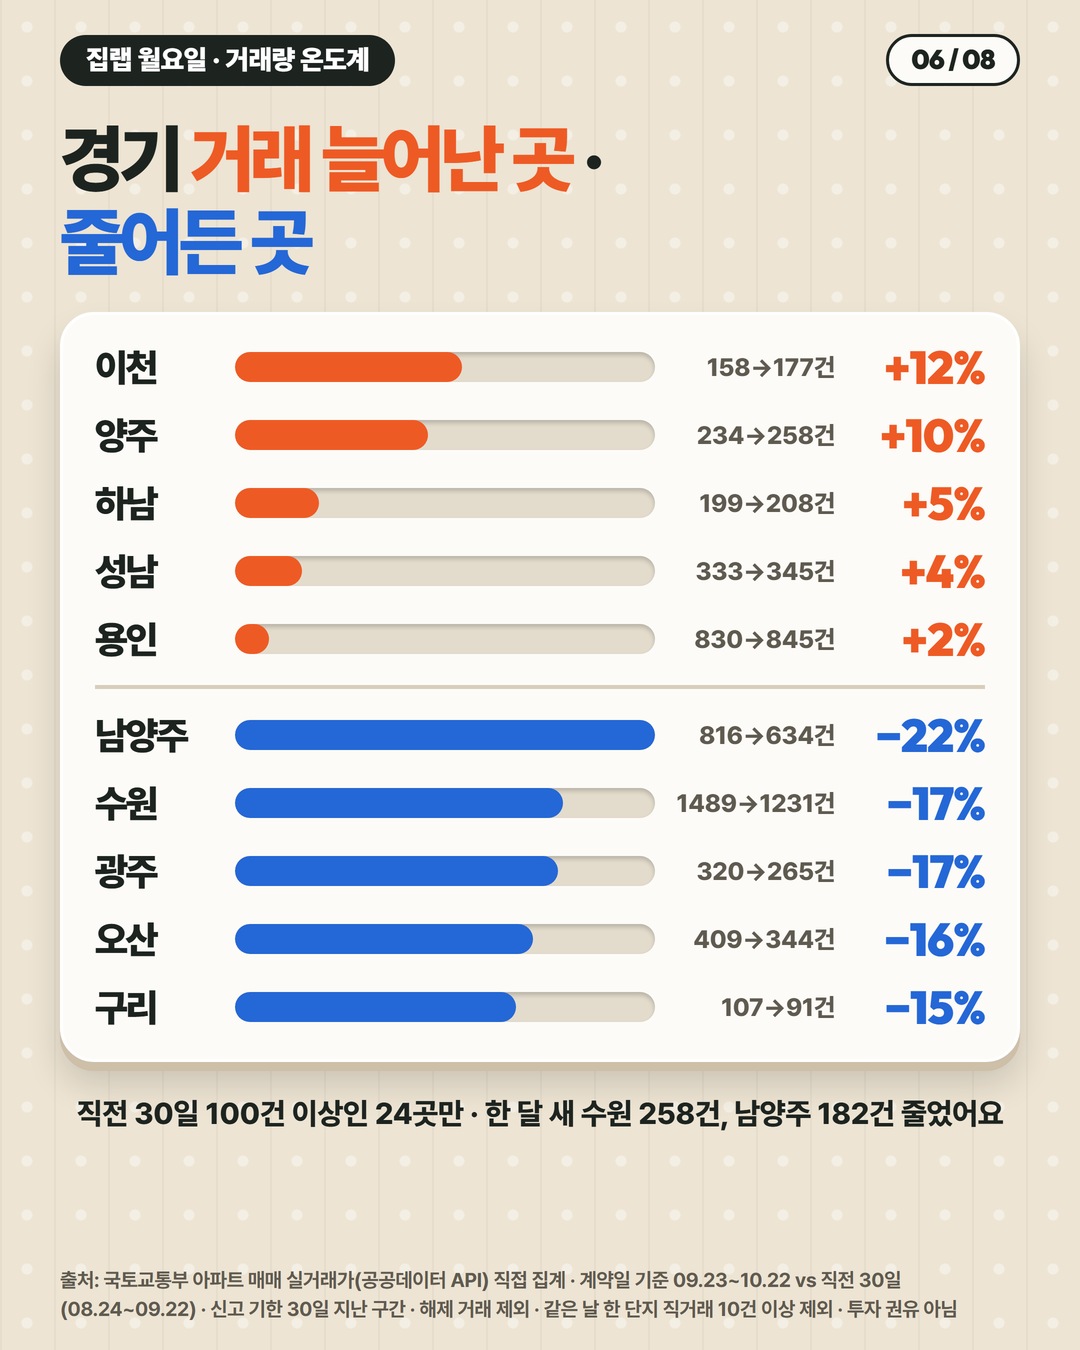 집랩 월요일 · 거래량 온도계
06 / 08
경기 거래 늘어난 곳 ·
줄어든 곳
이천 158→177건 +12%
양주 234→258건 +10%
하남 199→208건 +5%
성남 333→345건 +4%
용인 830→845건 +2%
남양주 816→634건 −22%
수원 1489→1231건 −17%
광주 320→265건 −17%
오산 409→344건 −16%
구리 107→91건 −15%
직전 30일 100건 이상인 24곳만 · 한 달 새 수원 258건, 남양주 182건 줄었어요
출처: 국토교통부 아파트 매매 실거래가(공공데이터 API) 직접 집계 · 계약일 기준 09.23~10.22 vs 직전 30일
(08.24~09.22) · 신고 기한 30일 지난 구간 · 해제 거래 제외 · 같은 날 한 단지 직거래 10건 이상 제외 · 투자 권유 아님